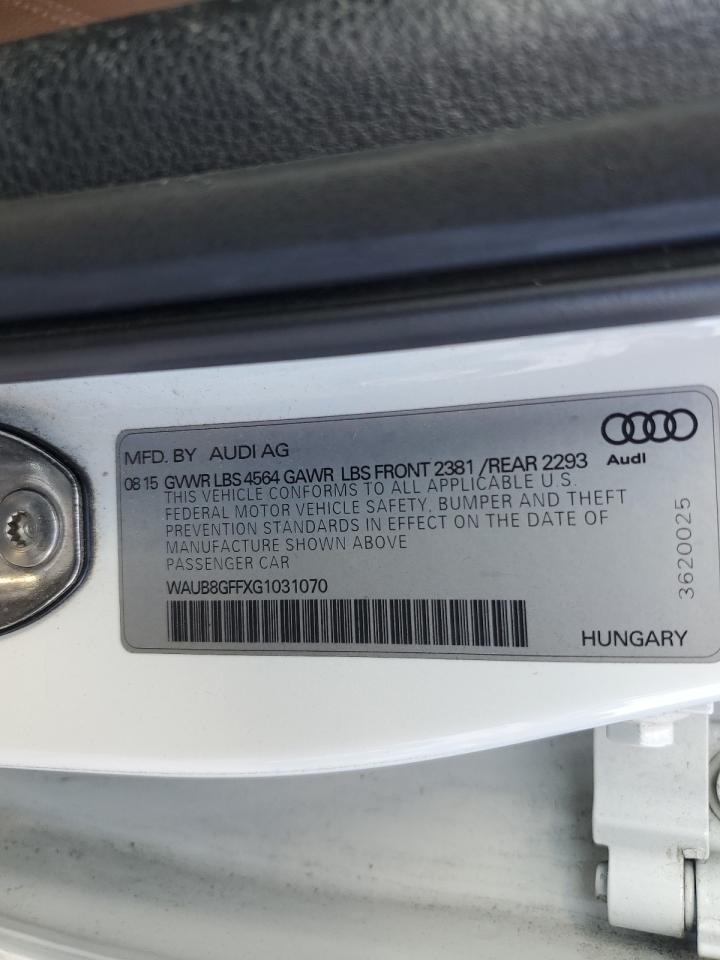 MFD. BY AUDI AG
Audi
08 15 GVWR LBS 4564 GAWR LBS FRONT 2381 /REAR 2293
THIS VEHICLE CONFORMS TO ALL APPLICABLE U.S.
FEDERAL MOTOR VEHICLE SAFETY, BUMPER AND THEFT
PREVENTION STANDARDS IN EFFECT ON THE DATE OF
MANUFACTURE SHOWN ABOVE
PASSENGER CAR
WAUB8GFFXG1031070
3620025
HUNGARY